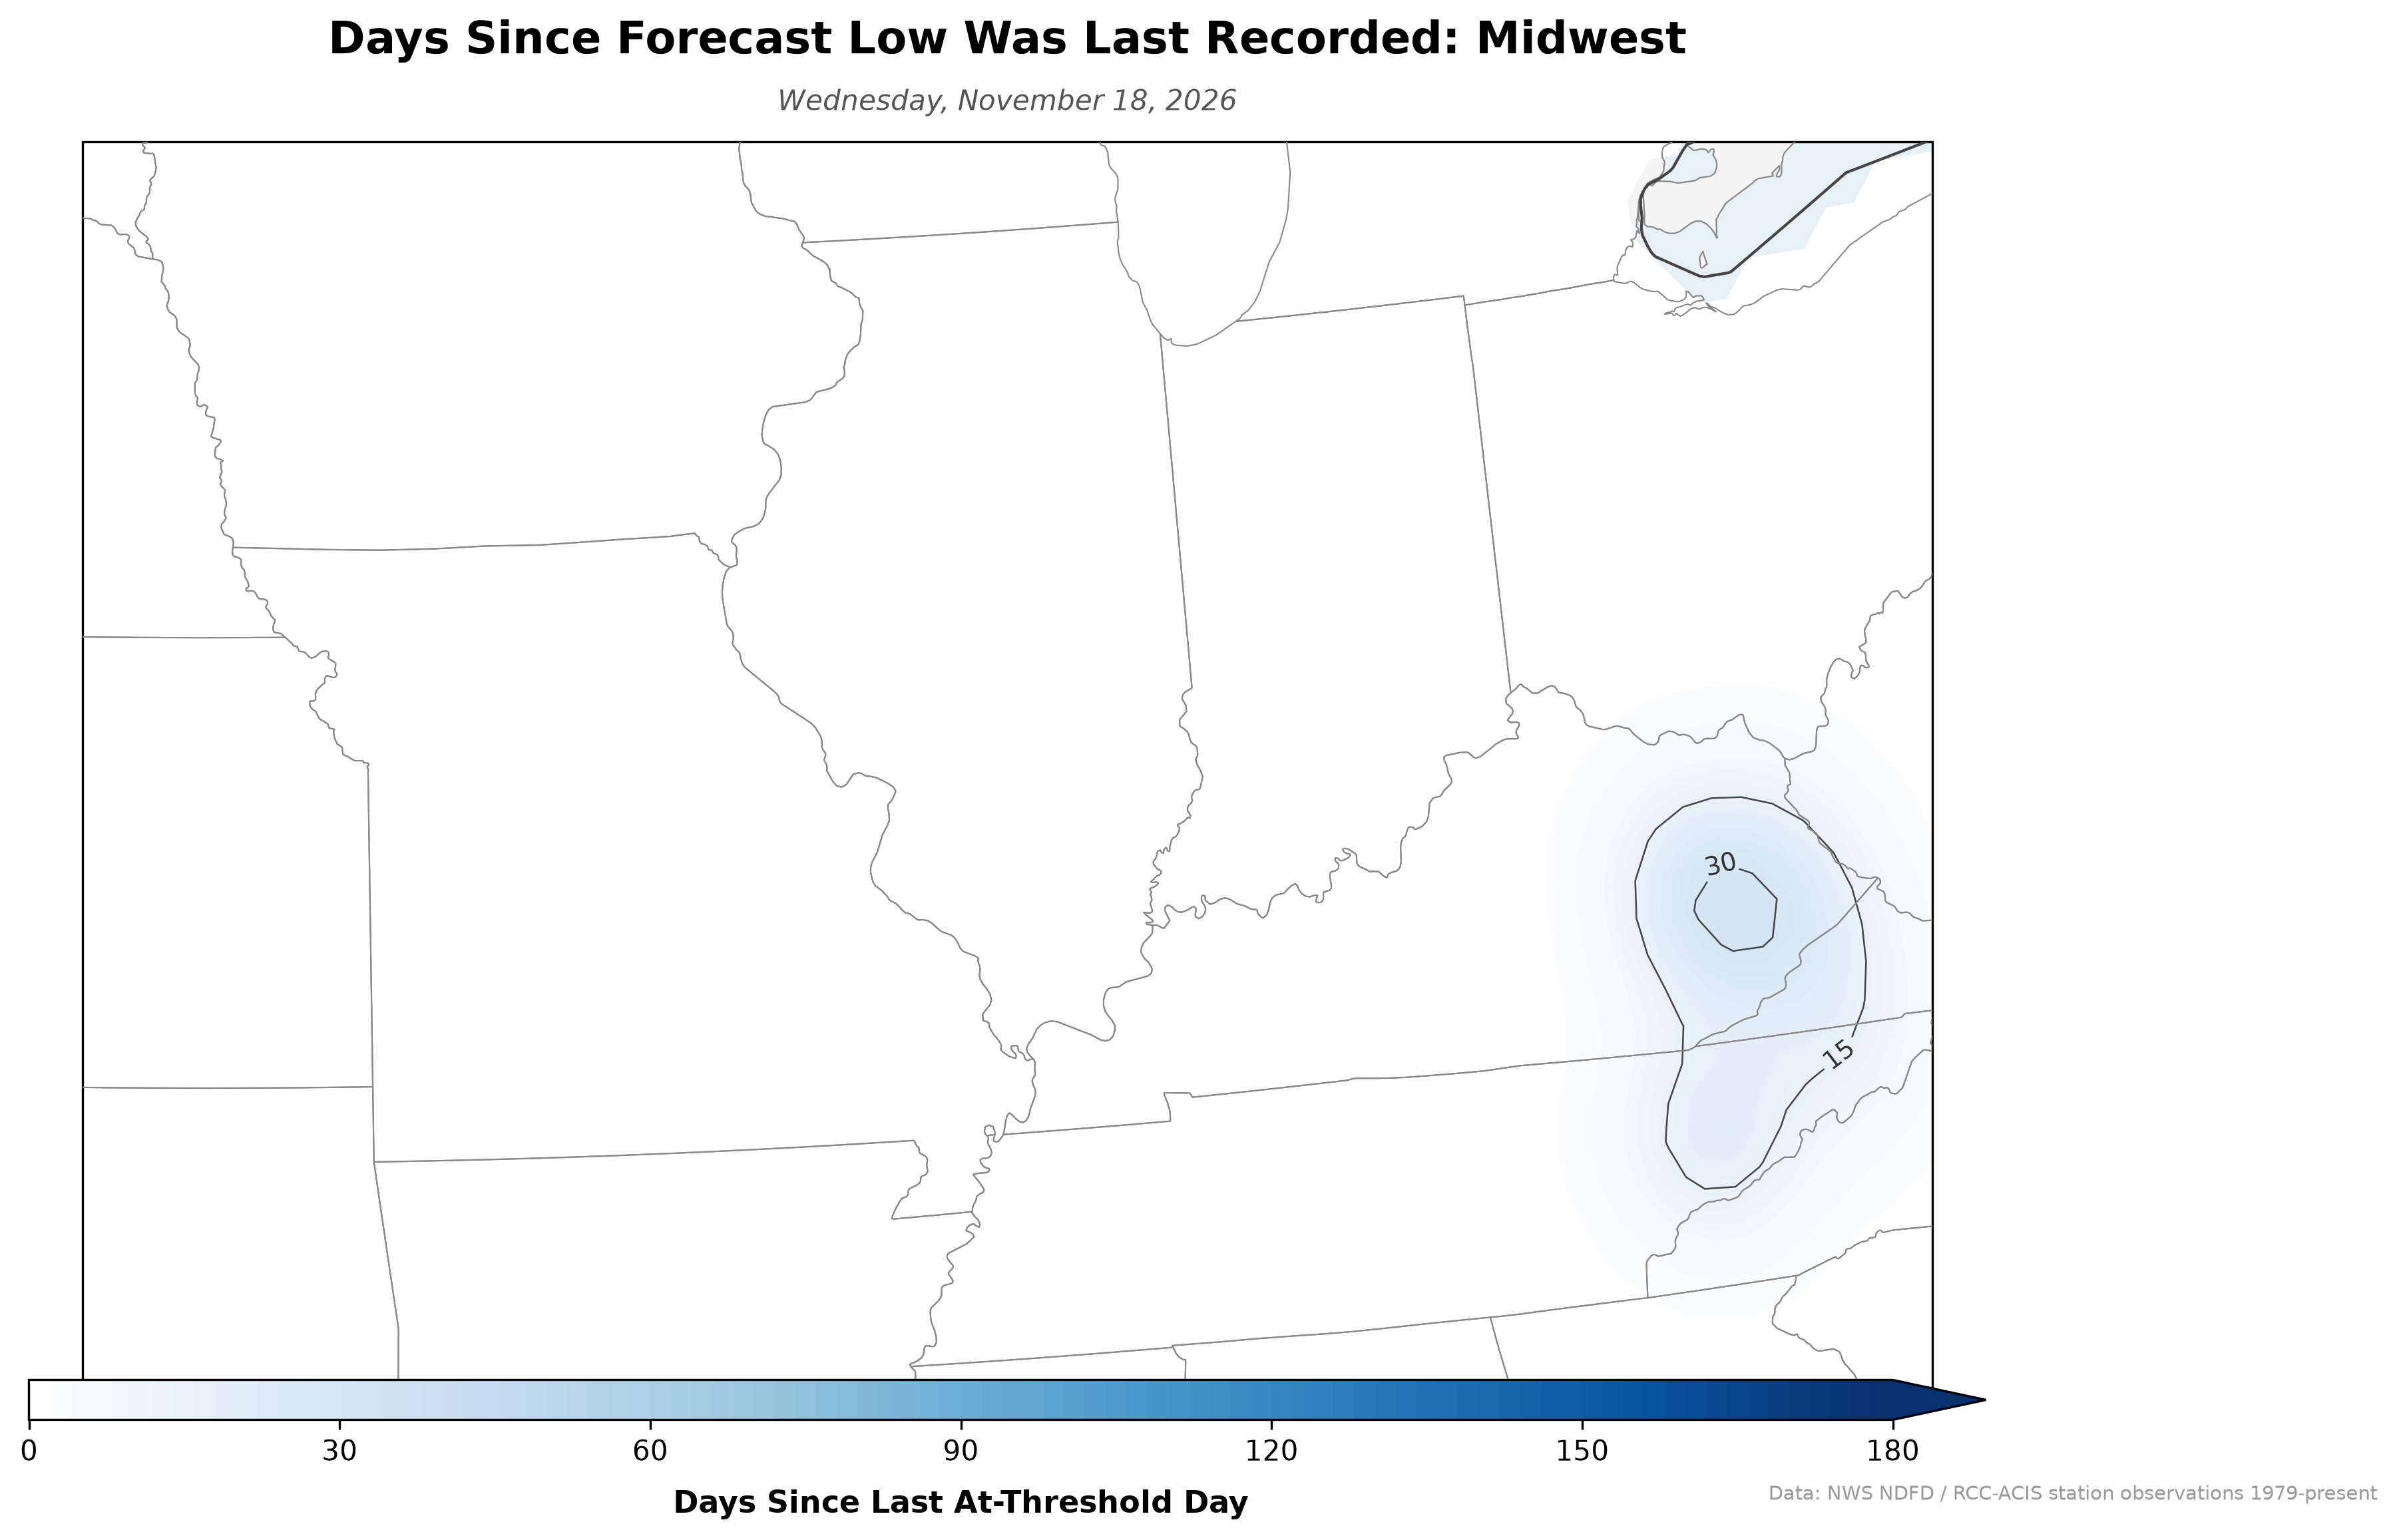 Days Since Forecast Low Was Last Recorded: Midwest
Wednesday, November 18, 2026
30
15
0 30 60 90 120 150 180
Days Since Last At-Threshold Day
Data: NWS NDFD / RCC-ACIS station observations 1979-present